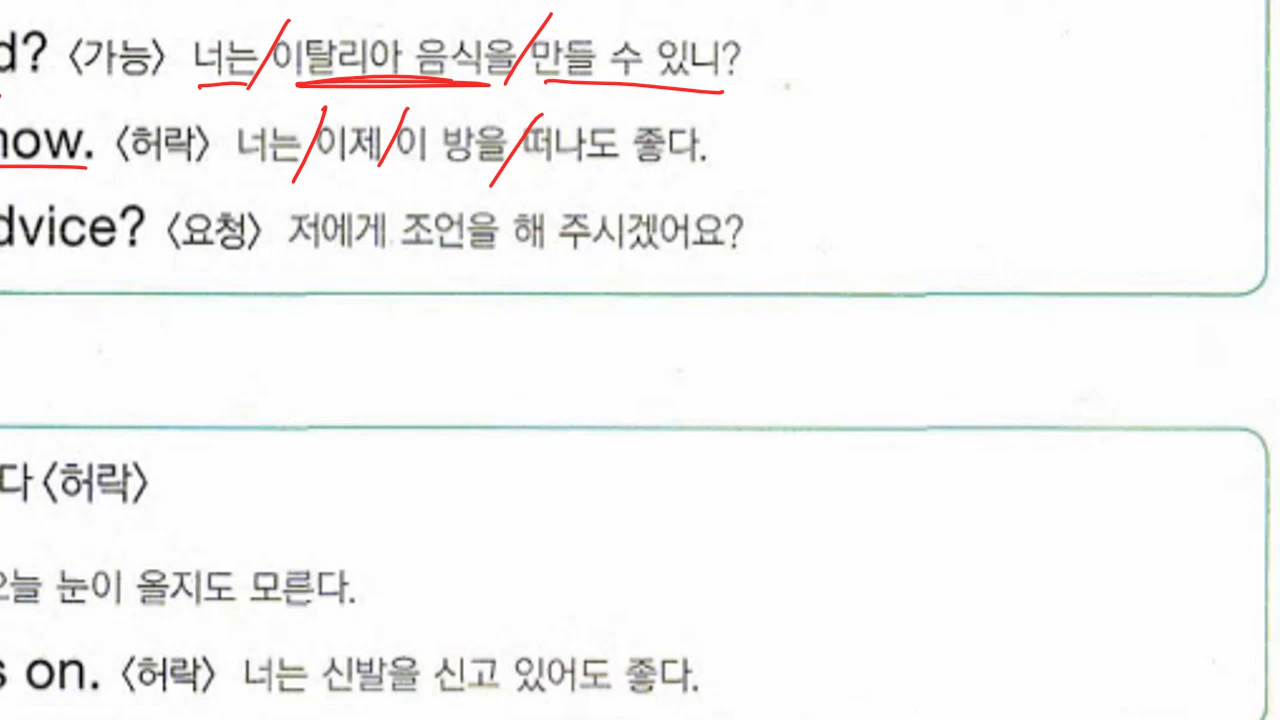 d? 〈가능〉 너는 이탈리아 음식을 만들 수 있니?
now. 〈허락〉 너는 이제 이 방을 떠나도 좋다.
dvice? 〈요청〉 저에게 조언을 해 주시겠어요?
다 〈허락〉
오늘 눈이 올지도 모른다.
s on. 〈허락〉 너는 신발을 신고 있어도 좋다.